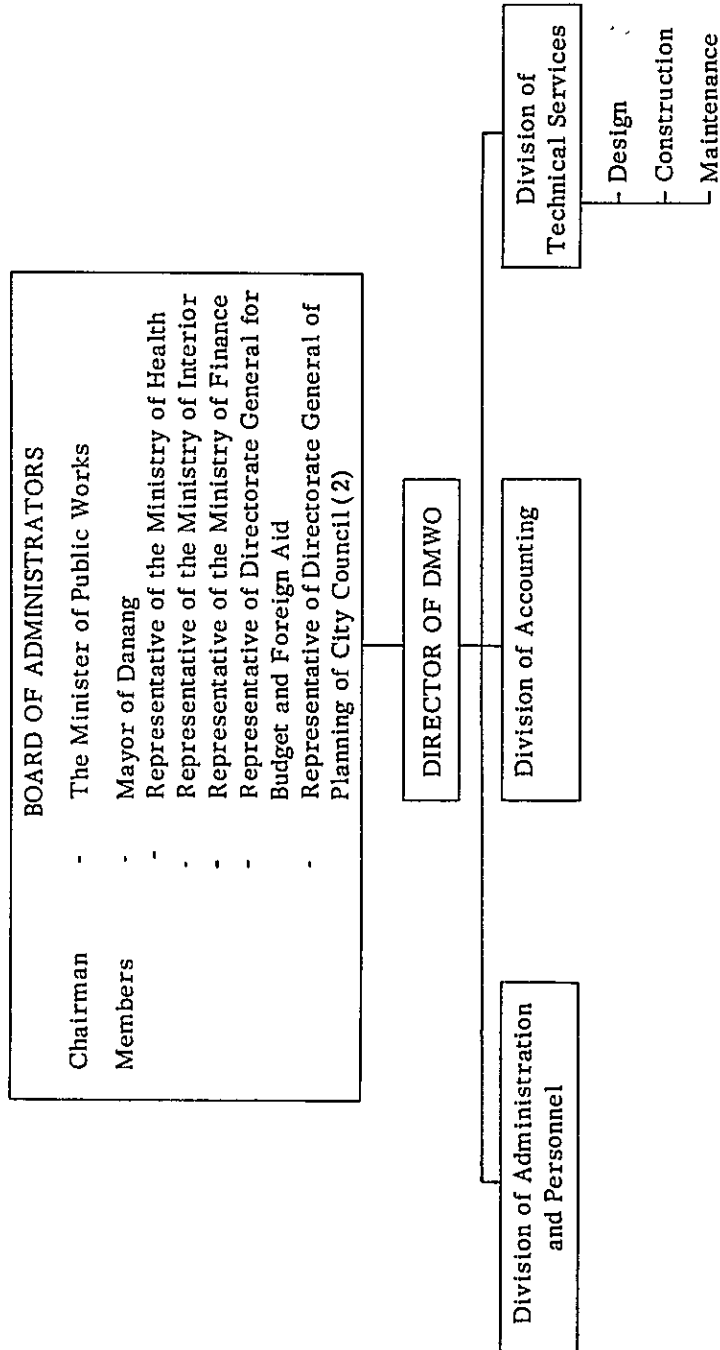 BOARD OF ADMINISTRATORS
Chairman - The Minister of Public Works
Members - Mayor of Danang
- Representative of the Ministry of Health
- Representative of the Ministry of Interior
- Representative of the Ministry of Finance
- Representative of Directorate General for
Budget and Foreign Aid
- Representative of Directorate General of
Planning of City Council (2)
DIRECTOR OF DMWO
Division of Administration
and Personnel
Division of Accounting
Division of
Technical Services
Design
Construction
Maintenance